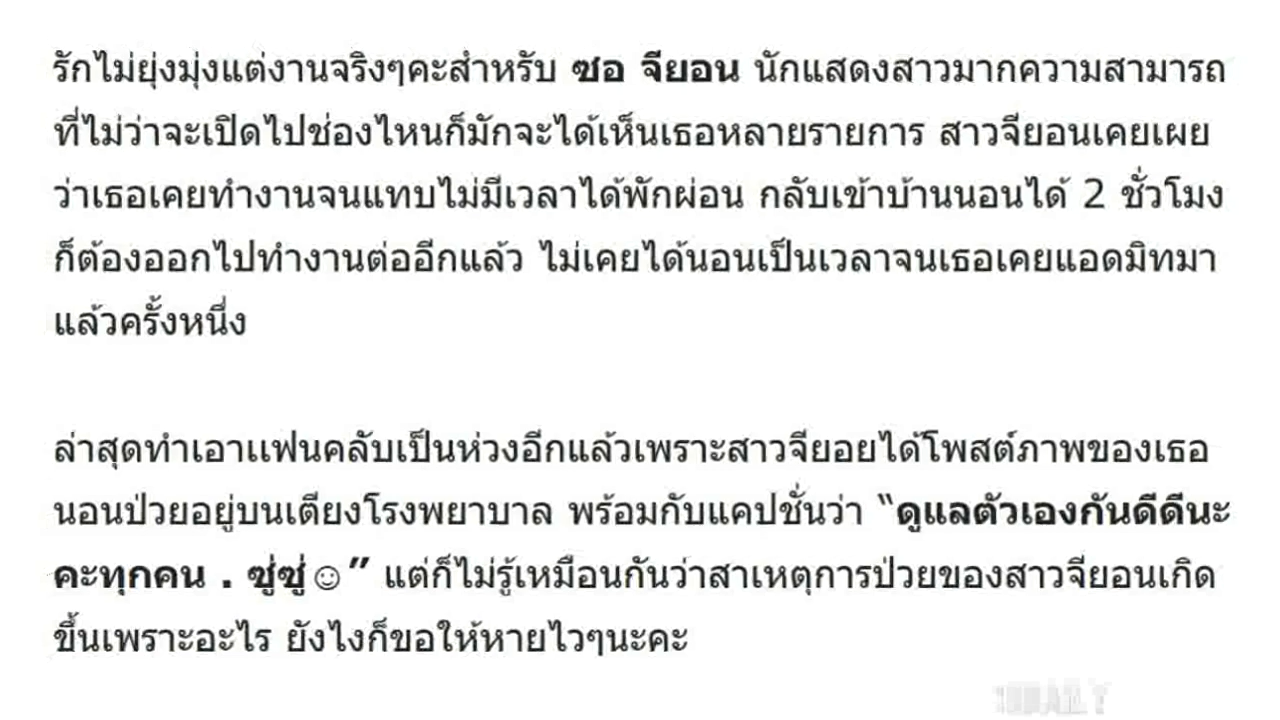 รักไม่ยุ่งมุ่งแต่งานจริงๆคะสำหรับ ซอ จียอน นักแสดงสาวมากความสามารถ
ที่ไม่ว่าจะเปิดไปช่องไหนก็มักจะได้เห็นเธอหลายรายการ สาวจียอนเคยเผย
ว่าเธอเคยทำงานจนแทบไม่มีเวลาได้พักผ่อน กลับเข้าบ้านนอนได้ 2 ชั่วโมง
ก็ต้องออกไปทำงานต่ออีกแล้ว ไม่เคยได้นอนเป็นเวลาจนเธอเคยแอดมิทมา
แล้วครั้งหนึ่ง
ล่าสุดทำเอาแฟนคลับเป็นห่วงอีกแล้วเพราะสาวจียอยได้โพสต์ภาพของเธอ
นอนป่วยอยู่บนเตียงโรงพยาบาล พร้อมกับแคปชั่นว่า “ดูแลตัวเองกันดีดีนะ
คะทุกคน . ซู่ซู่☺” แต่ก็ไม่รู้เหมือนกันว่าสาเหตุการป่วยของสาวจียอนเกิด
ขึ้นเพราะอะไร ยังไงก็ขอให้หายไวๆนะคะ